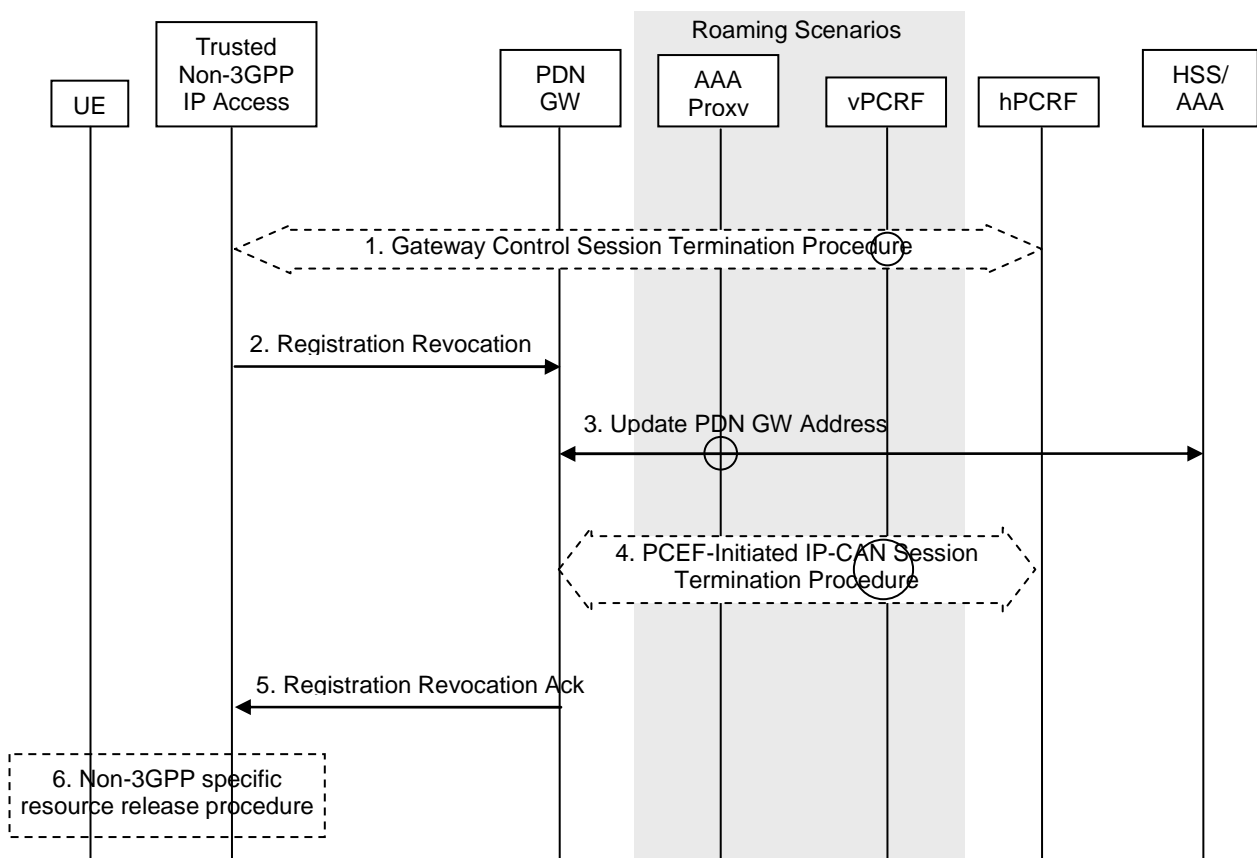 Roaming Scenarios
UE
Trusted
Non-3GPP
IP Access
PDN
GW
AAA
Proxy
vPCRF
hPCRF
HSS/
AAA
1. Gateway Control Session Termination Procedure
2. Registration Revocation
3. Update PDN GW Address
4. PCEF-Initiated IP-CAN Session
Termination Procedure
5. Registration Revocation Ack
6. Non-3GPP specific
resource release procedure